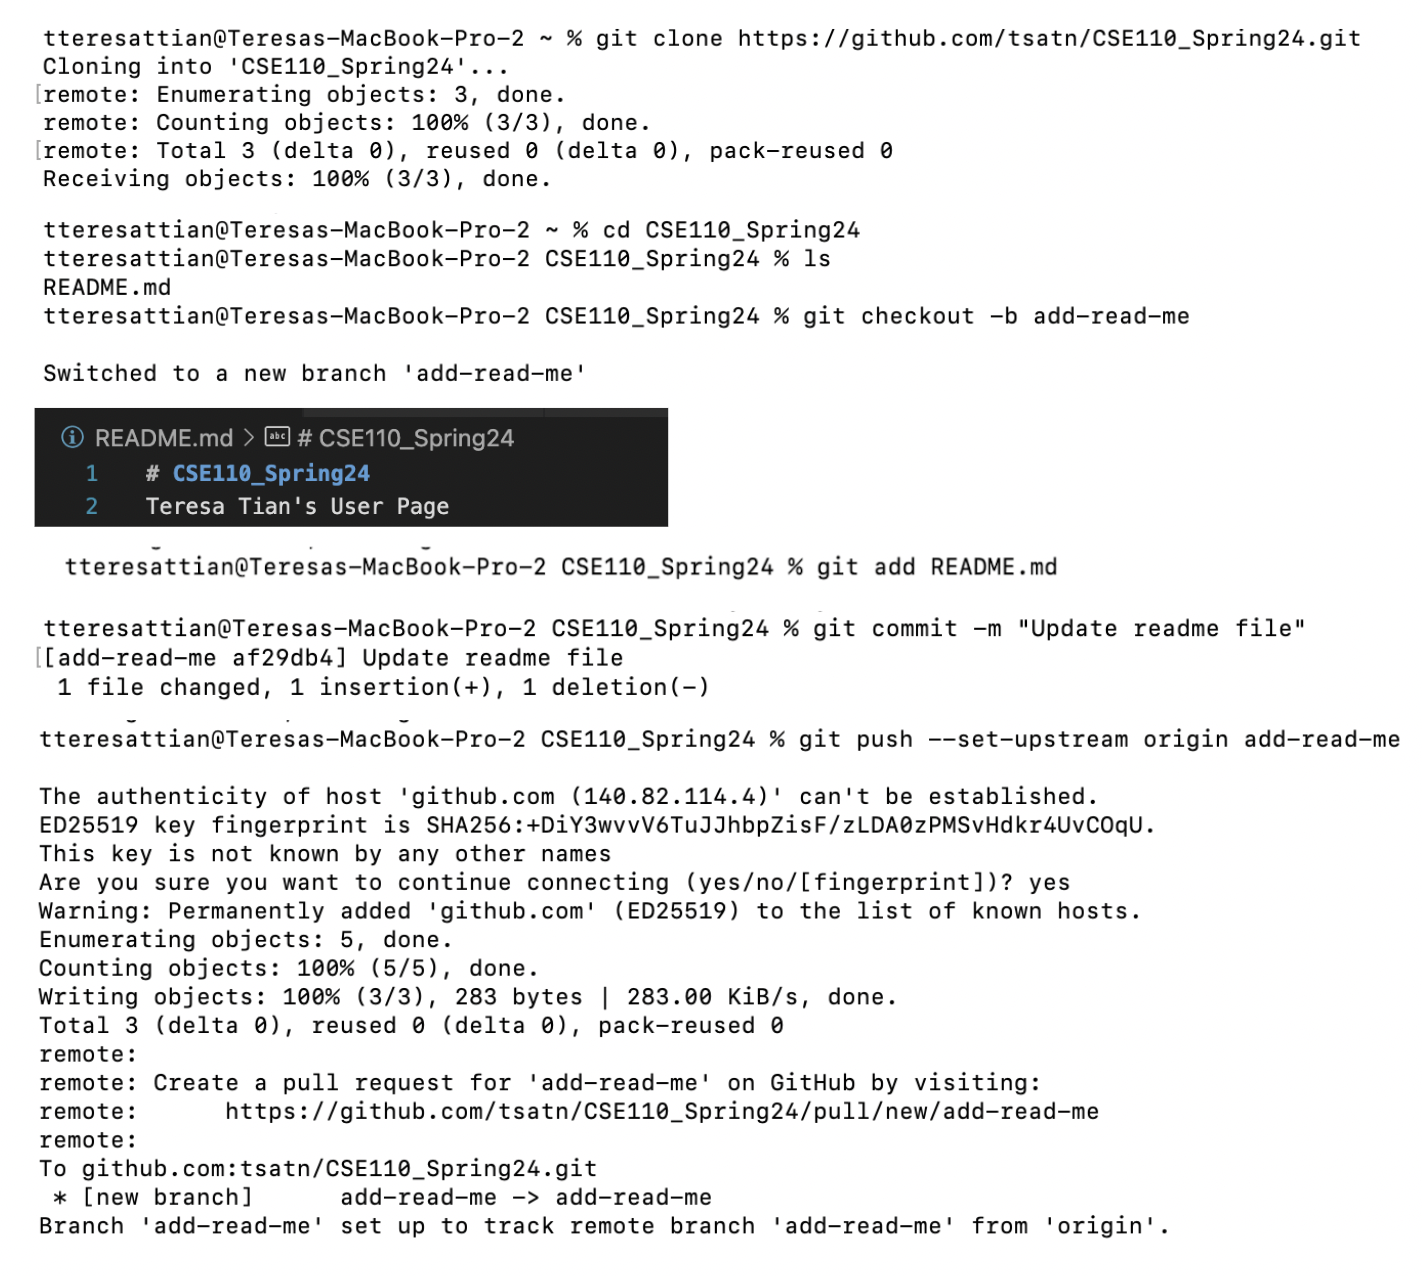 tteresattian@Teresas-MacBook-Pro-2 ~ % git clone https://github.com/tsatn/CSE110_Spring24.git
Cloning into 'CSE110_Spring24'...
[remote: Enumerating objects: 3, done.
remote: Counting objects: 100% (3/3), done.
[remote: Total 3 (delta 0), reused 0 (delta 0), pack-reused 0
Receiving objects: 100% (3/3), done.
tteresattian@Teresas-MacBook-Pro-2 ~ % cd CSE110_Spring24
tteresattian@Teresas-MacBook-Pro-2 CSE110_Spring24 % ls
README.md
tteresattian@Teresas-MacBook-Pro-2 CSE110_Spring24 % git checkout -b add-read-me
Switched to a new branch 'add-read-me'
README.md > abc # CSE110_Spring24
1 # CSE110_Spring24
2 Teresa Tian's User Page
tteresattian@Teresas-MacBook-Pro-2 CSE110_Spring24 % git add README.md
tteresattian@Teresas-MacBook-Pro-2 CSE110_Spring24 % git commit -m "Update readme file"
[[add-read-me af29db4] Update readme file
1 file changed, 1 insertion(+), 1 deletion(-)
tteresattian@Teresas-MacBook-Pro-2 CSE110_Spring24 % git push --set-upstream origin add-read-me
The authenticity of host 'github.com (140.82.114.4)' can't be established.
ED25519 key fingerprint is SHA256:+DiY3wvvV6TuJJhbpZisF/zLDA0zPMSvHdkr4UvCOqU.
This key is not known by any other names
Are you sure you want to continue connecting (yes/no/[fingerprint])? yes
Warning: Permanently added 'github.com' (ED25519) to the list of known hosts.
Enumerating objects: 5, done.
Counting objects: 100% (5/5), done.
Writing objects: 100% (3/3), 283 bytes | 283.00 KiB/s, done.
Total 3 (delta 0), reused 0 (delta 0), pack-reused 0
remote:
remote: Create a pull request for 'add-read-me' on GitHub by visiting:
remote:      https://github.com/tsatn/CSE110_Spring24/pull/new/add-read-me
remote:
To github.com:tsatn/CSE110_Spring24.git
* [new branch]      add-read-me -> add-read-me
Branch 'add-read-me' set up to track remote branch 'add-read-me' from 'origin'.